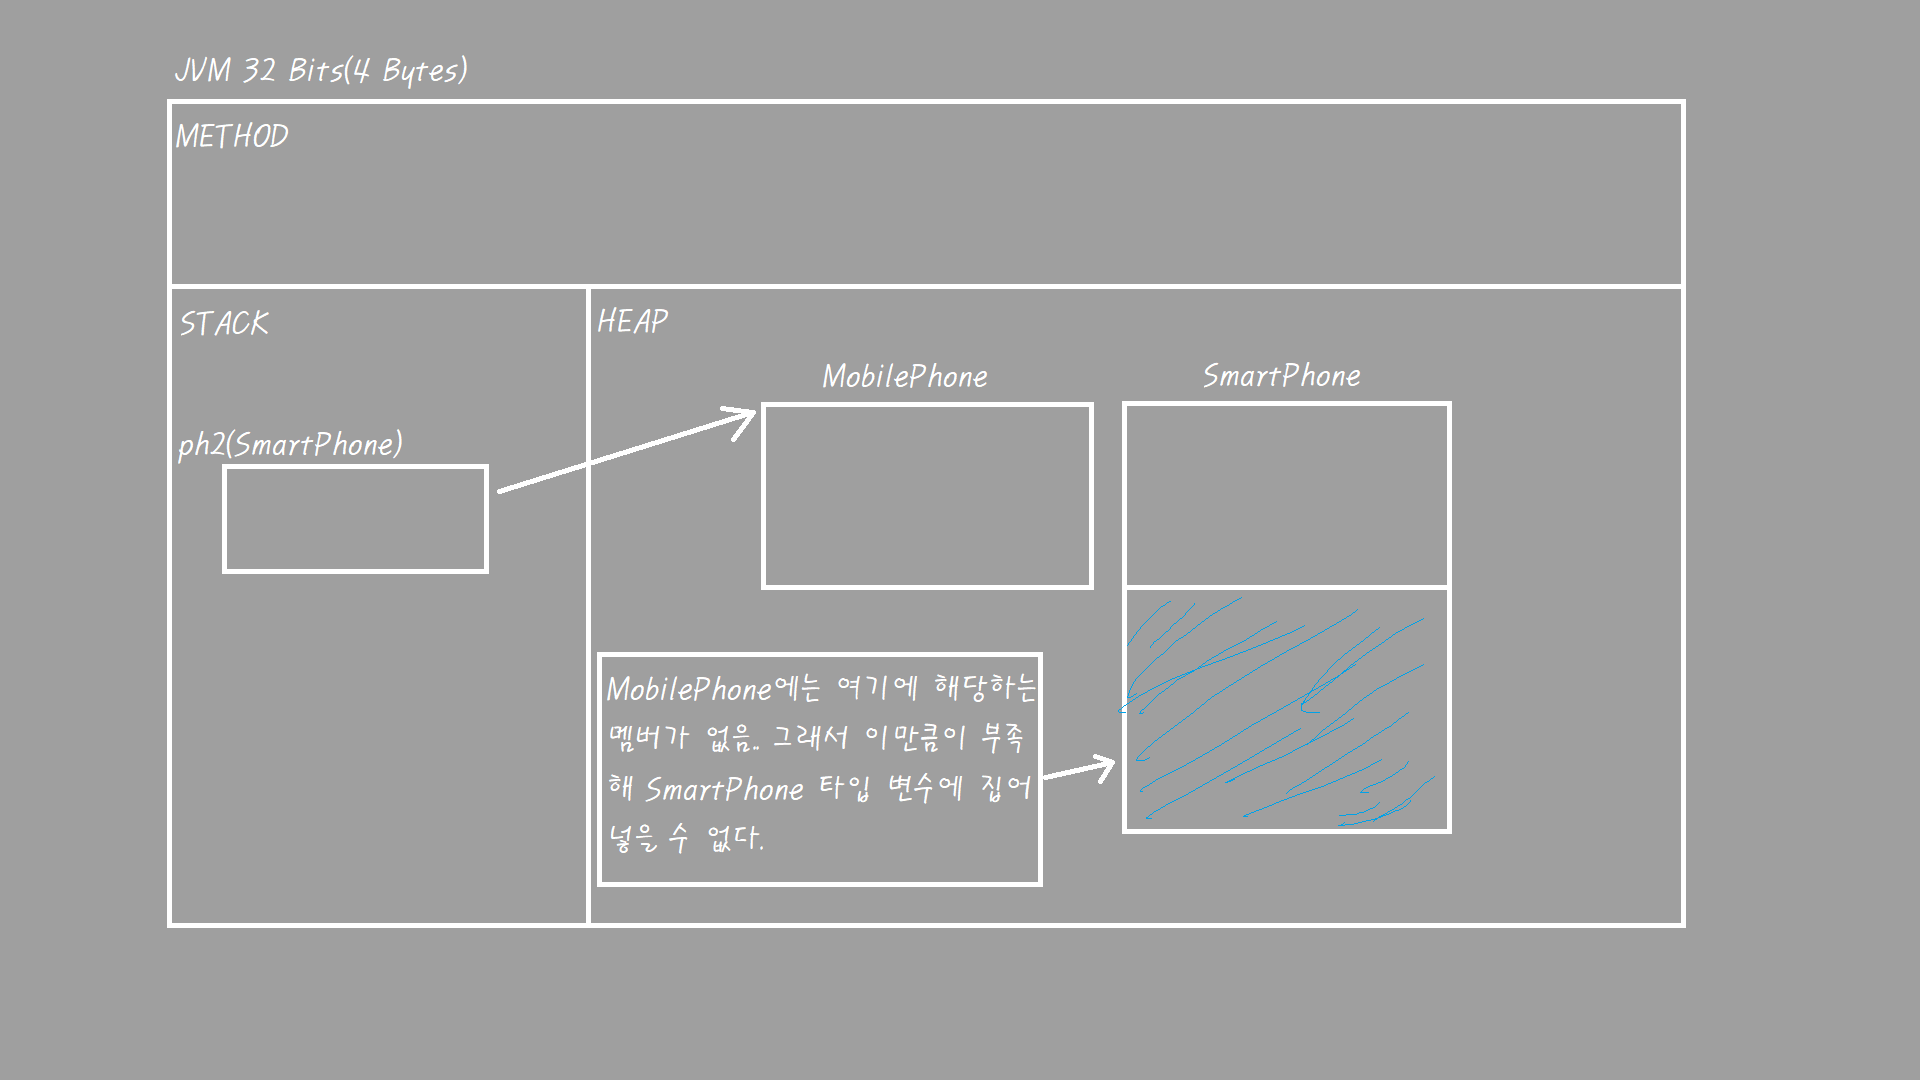 JVM 32 Bits(4 Bytes)
METHOD
STACK
HEAP
MobilePhone
SmartPhone
ph2(SmartPhone)
MobilePhone에는 여기에 해당하는
멤버가 없음.. 그래서 이만큼이 부족
해 SmartPhone 타입 변수에 집어
넣을 수 없다.